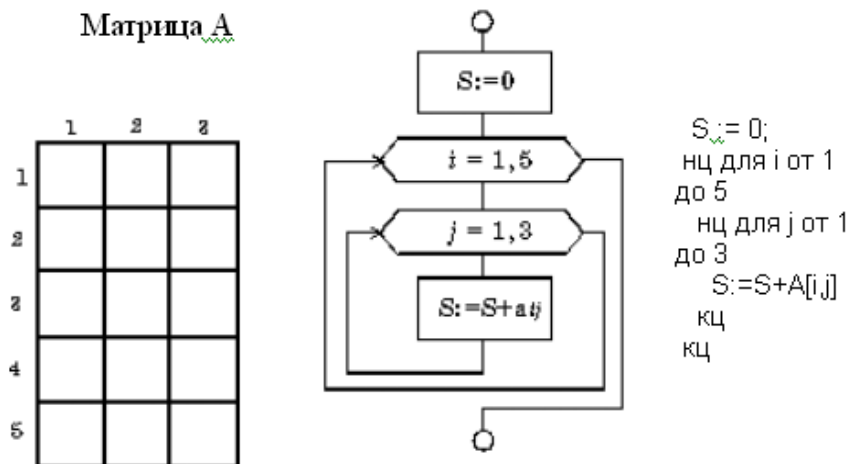 Матрица А
1 2 3
1
2
3
4
5
S:=0
i = 1,5
j = 1,3
S:=S+aij
S := 0;
нц для i от 1
до 5
нц для j от 1
до 3
S:=S+A[i,j]
кц
кц